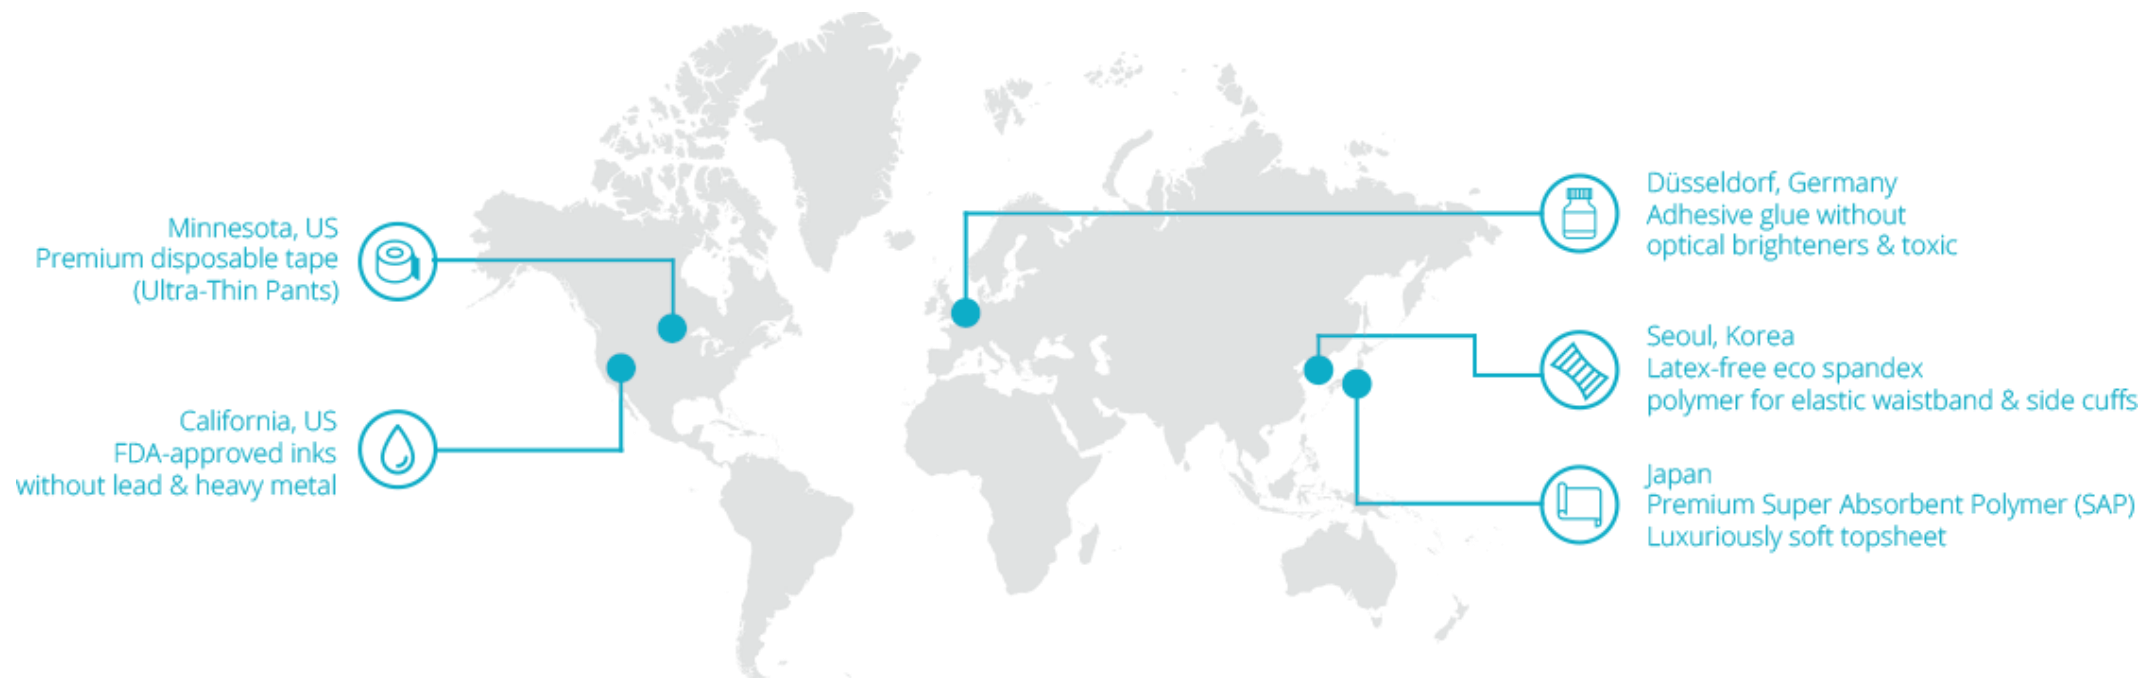 Minnesota, US
Premium disposable tape
(Ultra-Thin Pants)
California, US
FDA-approved inks
without lead & heavy metal
Düsseldorf, Germany
Adhesive glue without
optical brighteners & toxic
Seoul, Korea
Latex-free eco spandex
polymer for elastic waistband & side cuffs
Japan
Premium Super Absorbent Polymer (SAP)
Luxuriously soft topsheet